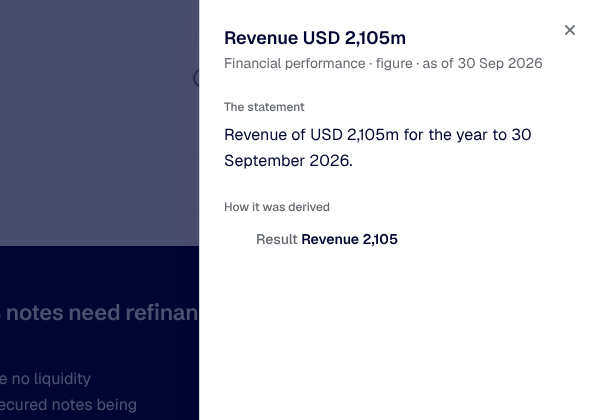 Revenue USD 2,105m
Financial performance · figure · as of 30 Sep 2026
The statement
Revenue of USD 2,105m for the year to 30
September 2026.
How it was derived
Result Revenue 2,105
notes need refinan
no liquidity
ecured notes being